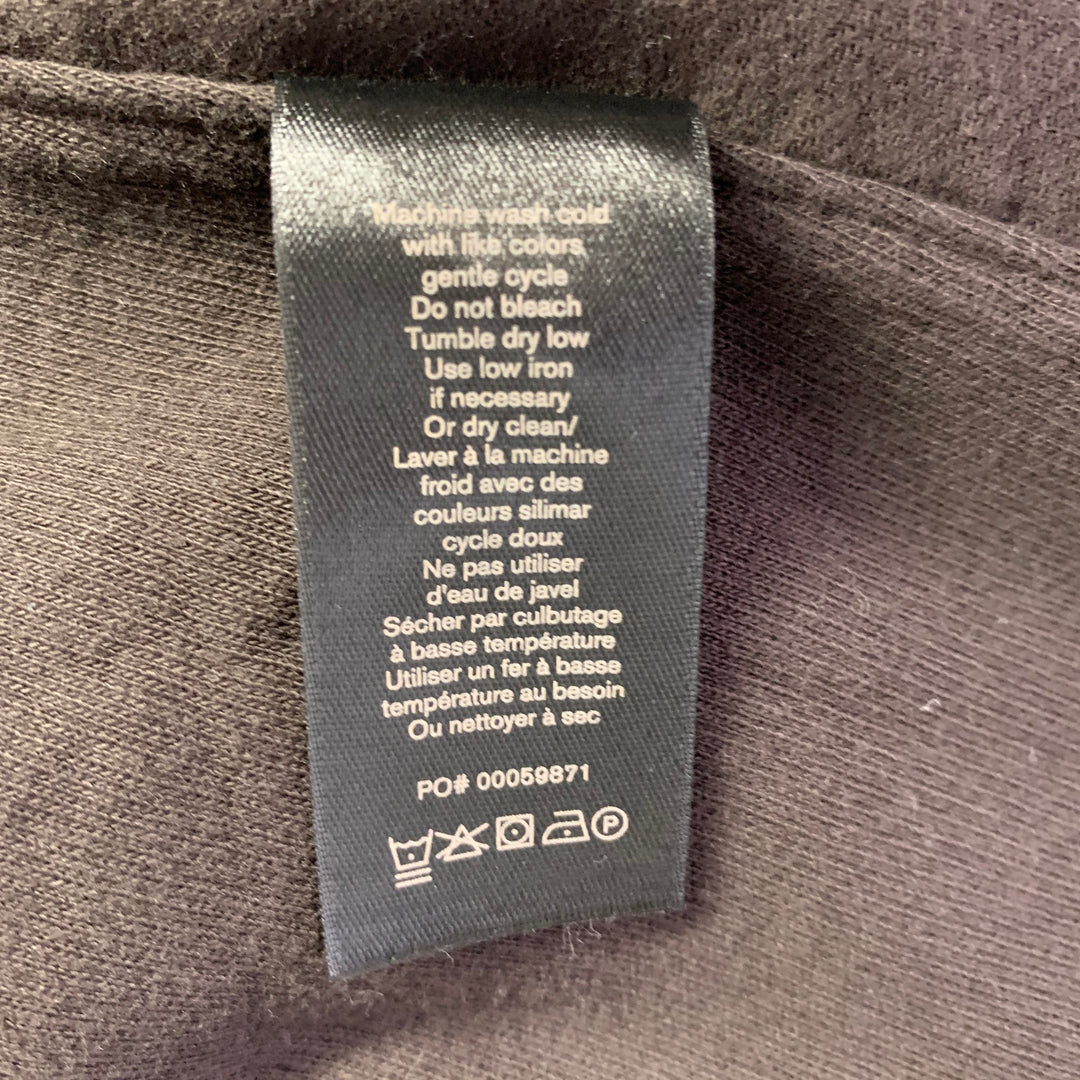 Machine wash cold
with like colors
gentle cycle
Do not bleach
Tumble dry low
Use low iron
if necessary
Or dry clean/
Laver à la machine
froid avec des
couleurs silimar
cycle doux
Ne pas utiliser
d'eau de javel
Sécher par culbutage
à basse température
Utiliser un fer à basse
température au besoin
Ou nettoyer à sec
PO# 00059871
P